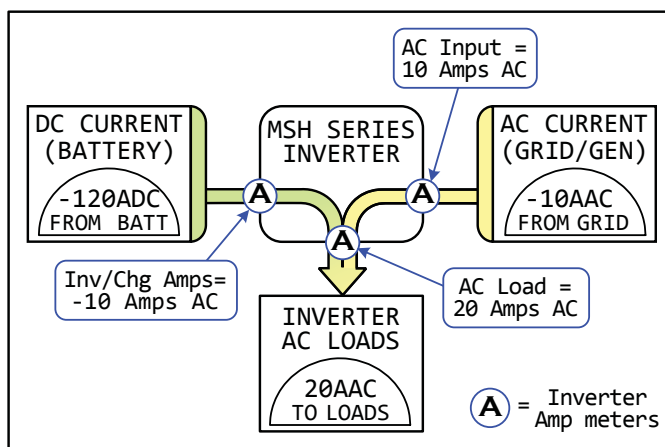 AC Input =
10 Amps AC
DC CURRENT
(BATTERY)
-120ADC
FROM BATT
MSH SERIES
INVERTER
AC CURRENT
(GRID/GEN)
-10AAC
FROM GRID
A
A
A
Inv/Chg Amps=
-10 Amps AC
AC Load =
20 Amps AC
INVERTER
AC LOADS
20AAC
TO LOADS
A = Inverter
Amp meters